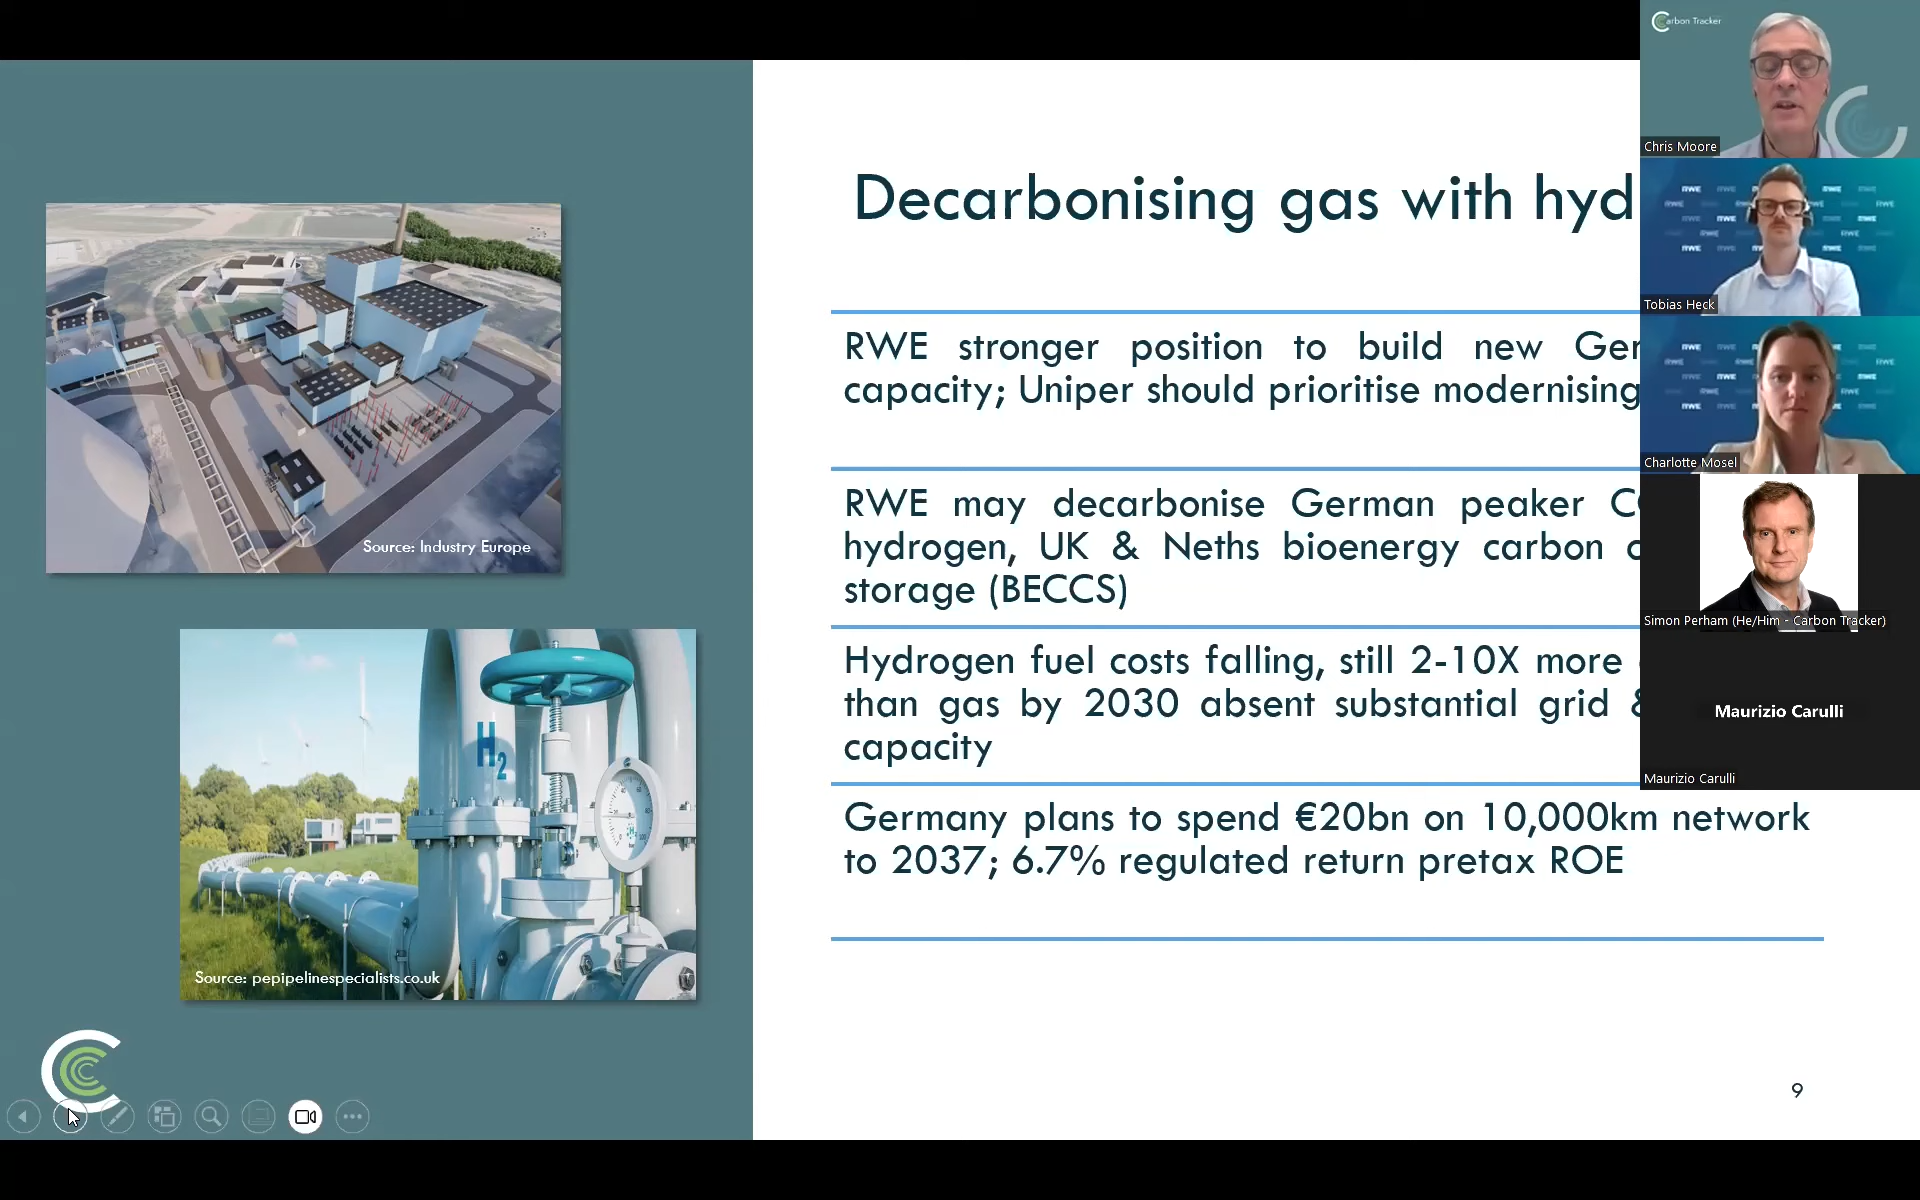 Decarbonising gas with hyd
RWE stronger position to build new Ger
capacity; Uniper should prioritise modernising
RWE may decarbonise German peaker CC
hydrogen, UK & Neths bioenergy carbon c
storage (BECCS)
Hydrogen fuel costs falling, still 2-10X more
than gas by 2030 absent substantial grid &
capacity
Germany plans to spend €20bn on 10,000km network
to 2037; 6.7% regulated return pretax ROE
9
Source: Industry Europe
H2
Source: pepipelinespecialists.co.uk
Carbon Tracker
Chris Moore
RWE
Tobias Heck
RWE
Charlotte Mosel
Simon Perham (He/Him - Carbon Tracker)
Maurizio Carulli
Maurizio Carulli